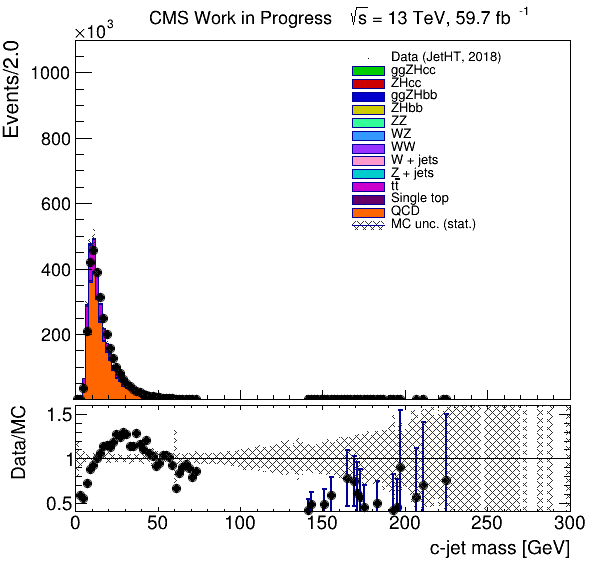 CMS Work in Progress √s = 13 TeV, 59.7 fb⁻¹
×10³
Events/2.0
1000
800
600
400
200
Data (JetHT, 2018)
ggZHcc
ZHcc
ggZHbb
ZHbb
ZZ
WZ
WW
W + jets
Z + jets
tt̅
Single top
QCD
MC unc. (stat.)
Data/MC
1.5
1
0.5
0 50 100 150 200 250 300
c-jet mass [GeV]